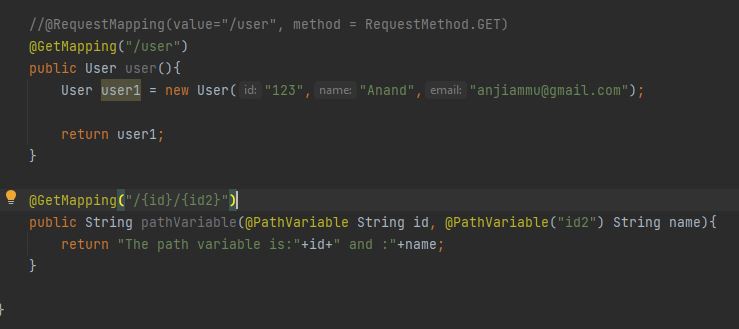 //@RequestMapping(value="/user", method = RequestMethod.GET)
@GetMapping("/user")
public User user(){
User user1 = new User( id: "123", name: "Anand", email: "anjiammu@gmail.com");
return user1;
}
@GetMapping("/{id}/{id2}")
public String pathVariable(@PathVariable String id, @PathVariable("id2") String name){
return "The path variable is:"+id+" and :"+name;
}
}